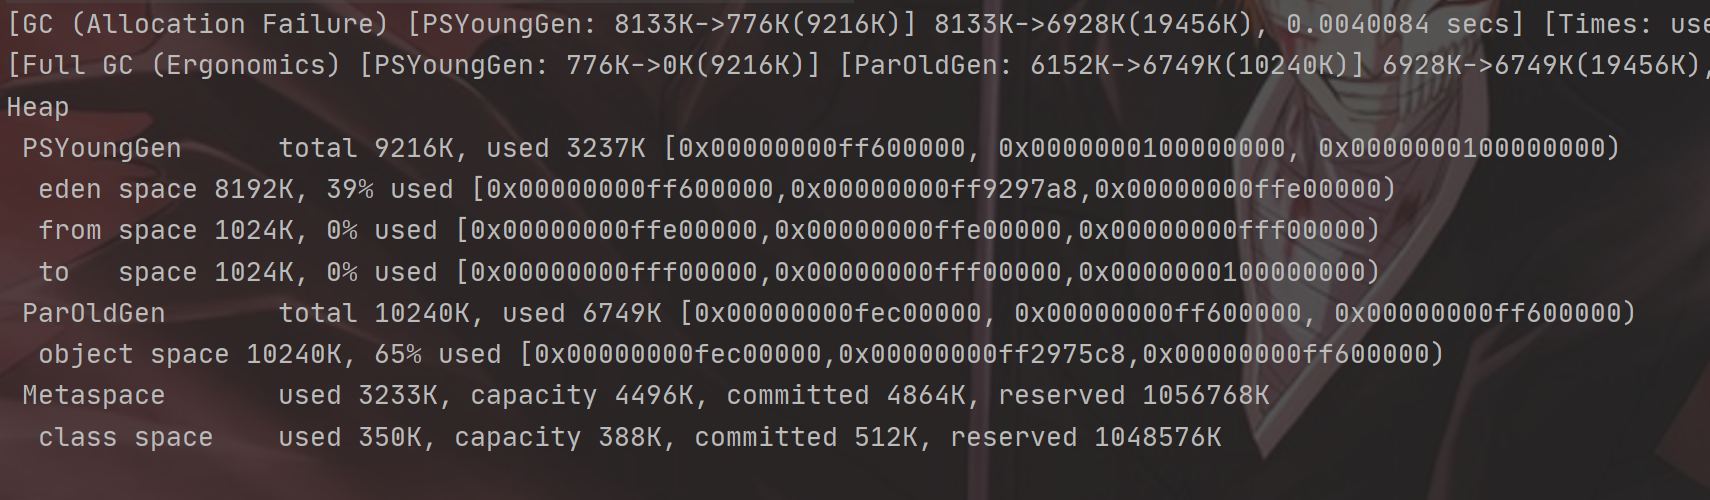 [GC (Allocation Failure) [PSYoungGen: 8133K->776K(9216K)] 8133K->6928K(19456K), 0.0040084 secs] [Times: use
[Full GC (Ergonomics) [PSYoungGen: 776K->0K(9216K)] [ParOldGen: 6152K->6749K(10240K)] 6928K->6749K(19456K),
Heap
 PSYoungGen      total 9216K, used 3237K [0x00000000ff600000, 0x0000000100000000, 0x0000000100000000)
  eden space 8192K, 39% used [0x00000000ff600000,0x00000000ff9297a8,0x00000000ffe00000)
  from space 1024K, 0% used [0x00000000ffe00000,0x00000000ffe00000,0x00000000fff00000)
  to   space 1024K, 0% used [0x00000000fff00000,0x00000000fff00000,0x0000000100000000)
 ParOldGen       total 10240K, used 6749K [0x00000000fec00000, 0x00000000ff600000, 0x00000000ff600000)
  object space 10240K, 65% used [0x00000000fec00000,0x00000000ff2975c8,0x00000000ff600000)
 Metaspace       used 3233K, capacity 4496K, committed 4864K, reserved 1056768K
  class space    used 350K, capacity 388K, committed 512K, reserved 1048576K